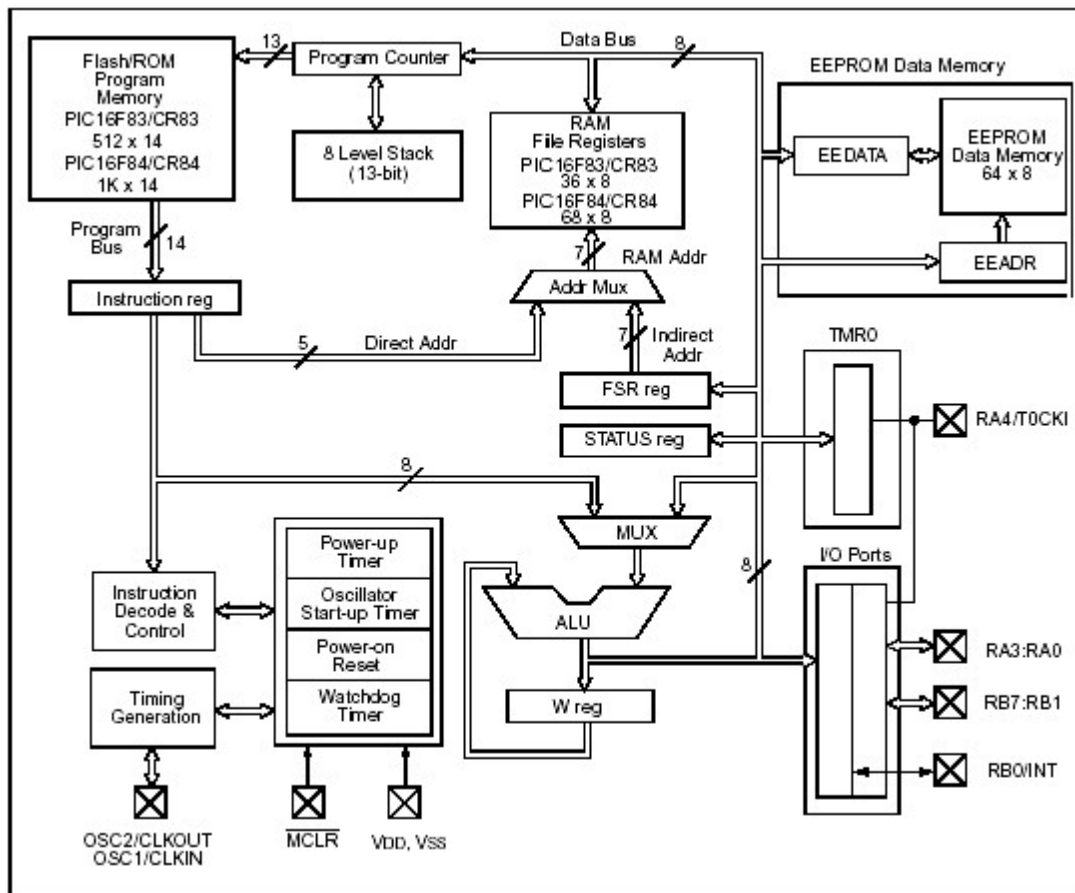 Flash/ROM
Program
Memory
PIC16F83/CR83
512 x 14
PIC16F84/CR84
1K x 14
13
Program Counter
Data Bus
8
8 Level Stack
(13-bit)
RAM
File Registers
PIC16F83/CR83
36 x 8
PIC16F84/CR84
68 x 8
EEPROM Data Memory
EEDATA
EEPROM
Data Memory
64 x 8
EEADR
Program
Bus
14
7
RAM Addr
Addr Mux
Instruction reg
5
Direct Addr
7
Indirect
Addr
FSR reg
STATUS reg
TMR0
RA4/T0CKI
8
MUX
Power-up
Timer
Oscillator
Start-up Timer
Power-on
Reset
Watchdog
Timer
Instruction
Decode &
Control
Timing
Generation
ALU
8
W reg
I/O Ports
RA3:RA0
RB7:RB1
RB0/INT
OSC2/CLKOUT
OSC1/CLKIN
MCLR
VDD, VSS